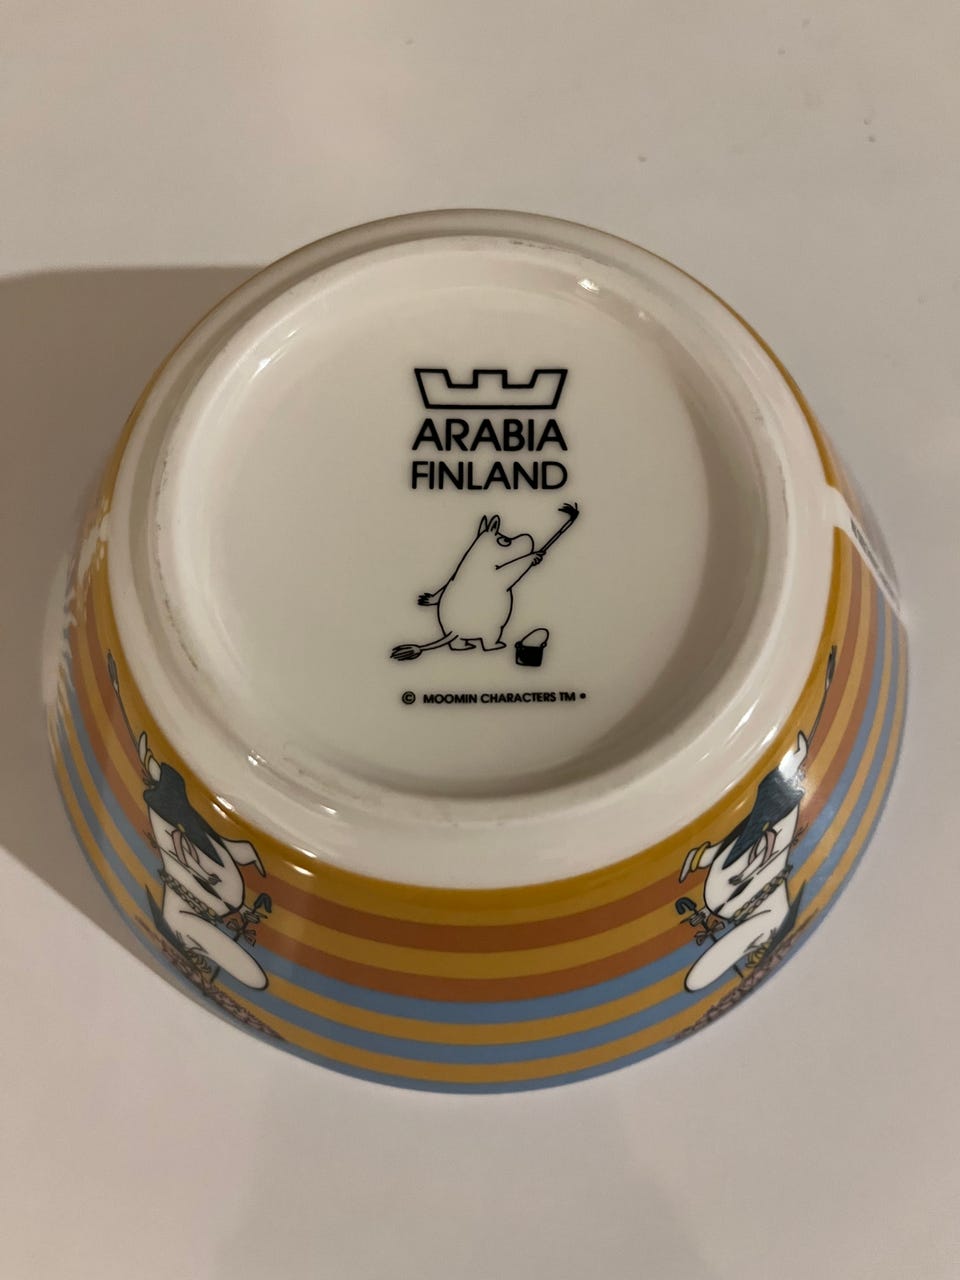 ARABIA
FINLAND
© MOOMIN CHARACTERS TM •